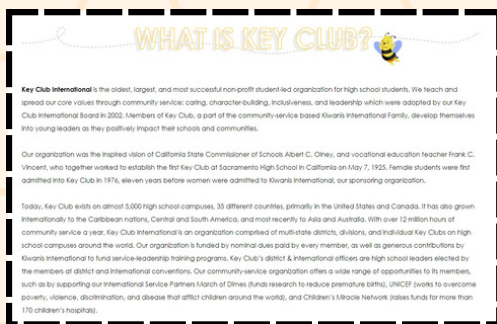 WHAT IS KEY CLUB?
Key Club International is the oldest, largest, and most successful non-profit student-led organization for high school students. We teach and
spread our core values through community service: caring, character-building, inclusiveness, and leadership which were adopted by our Key
Club International Board in 2002. Members of Key Club, a part of the community-service based Kiwanis International Family, develop themselves
into young leaders as they positively impact their schools and communities.
Our organization was the inspired vision of California State Commissioner of Schools Albert C. Olney, and vocational education teacher Frank C.
Vincent, who together worked to establish the first Key Club at Sacramento High School in California on May 7, 1925. Female students were first
admitted into Key Club in 1976, eleven years before women were admitted to Kiwanis International, our sponsoring organization.
Today, Key Club exists on almost 5,000 high school campuses, 35 different countries, primarily in the United States and Canada. It has also grown
internationally to the Caribbean nations, Central and South America, and most recently to Asia and Australia. With over 12 million hours of
community service a year, Key Club International is an organization comprised of multi-state districts, divisions, and individual Key Clubs on high
school campuses around the world. Our organization is funded by nominal dues paid by every member, as well as generous contributions by
Kiwanis International to fund service-leadership training programs. Key Club's district & international officers are high school leaders elected by
the members at district and international conventions. Our community-service organization offers a wide range of opportunities to its members,
such as by supporting our International Service Partners March of Dimes (funds research to reduce premature births), UNICEF (works to overcome
poverty, violence, discrimination, and disease that afflict children around the world), and Children's Miracle Network (raises funds for more than
170 children's hospitals).